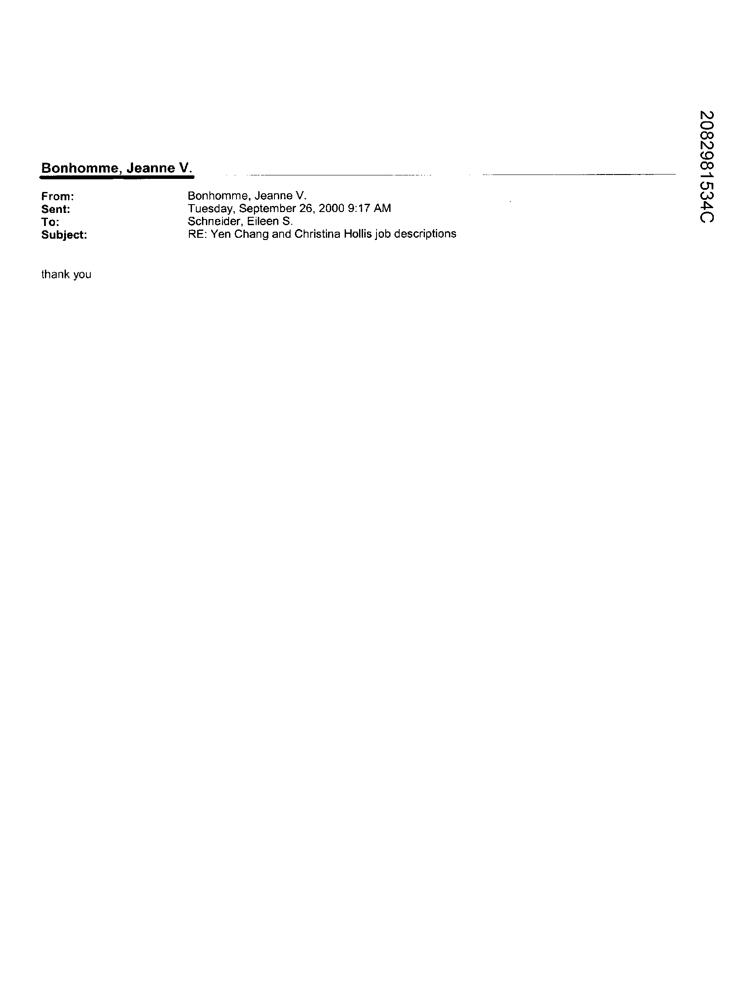 2082981534C
Bonhomme, Jeanne V.
From: Bonhomme, Jeanne V.
Sent: Tuesday, September 26, 2000 9:17 AM
To: Schneider, Eileen S.
Subject: RE: Yen Chang and Christina Hollis job descriptions
thank you